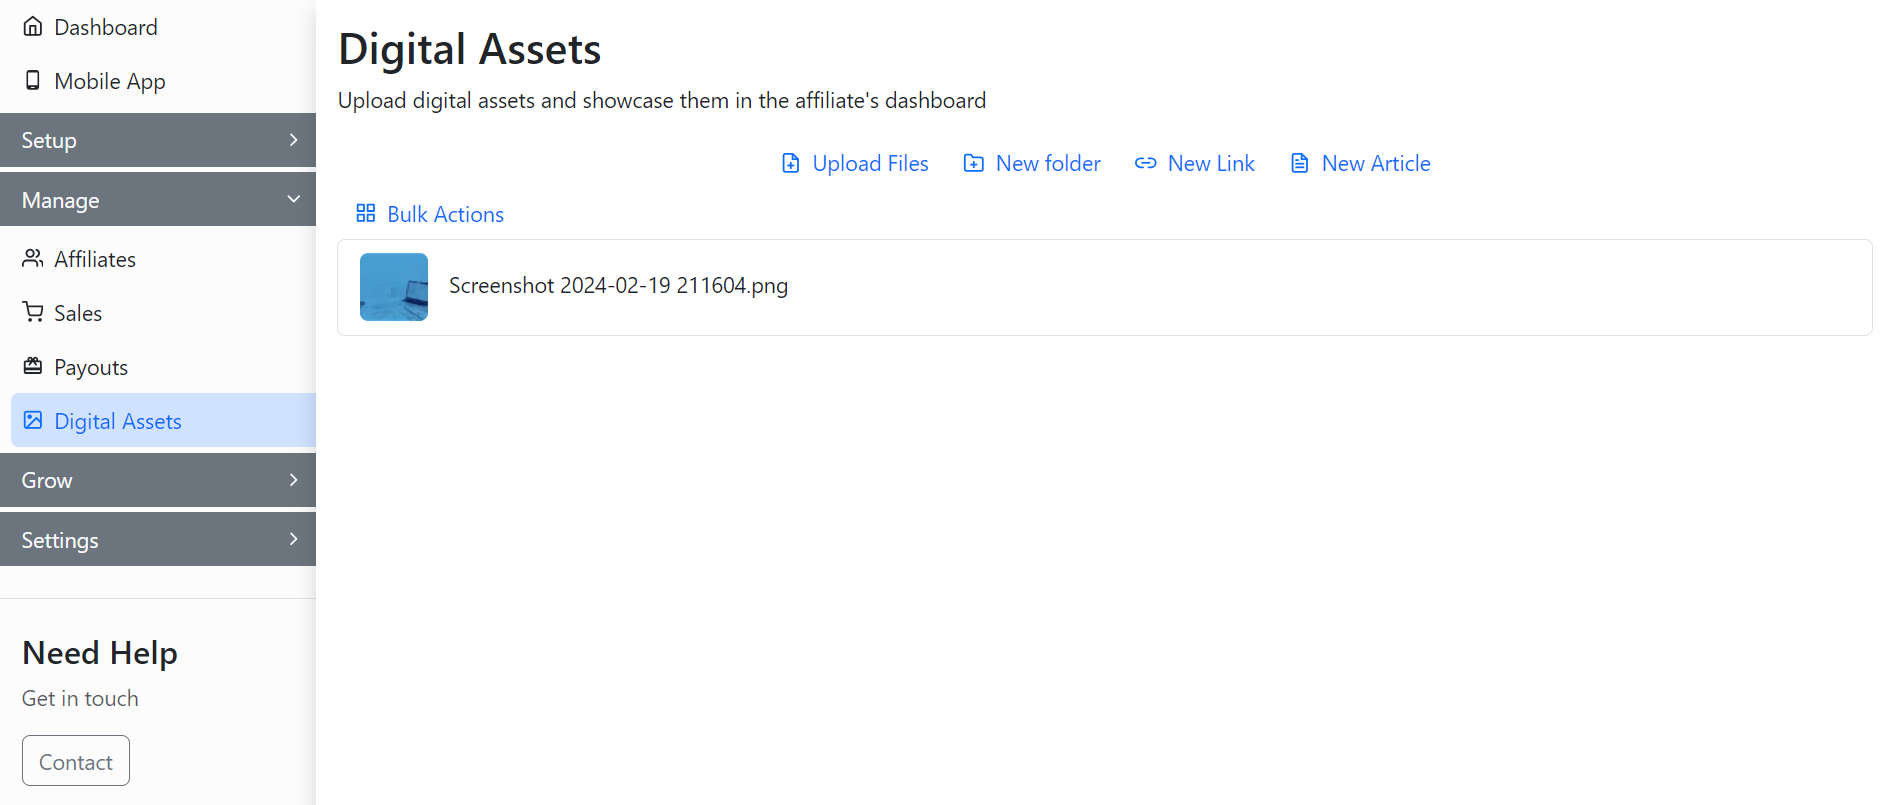 Dashboard
Mobile App
Setup
Manage
Affiliates
Sales
Payouts
Digital Assets
Grow
Settings
Need Help
Get in touch
Contact
Digital Assets
Upload digital assets and showcase them in the affiliate's dashboard
Upload Files New folder New Link New Article
Bulk Actions
Screenshot 2024-02-19 211604.png